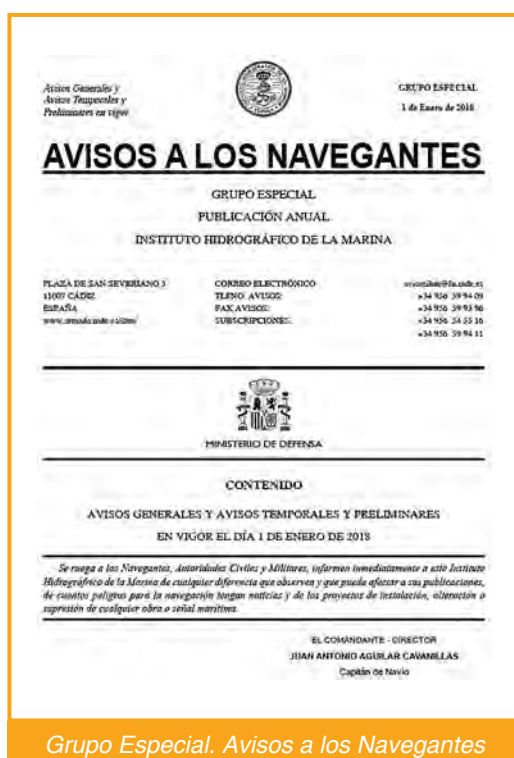 Avisos Generales y
Avisos Temporales y
Preliminares en vigor
GRUPO ESPECIAL
1 de Enero de 2018
AVISOS A LOS NAVEGANTES
GRUPO ESPECIAL
PUBLICACIÓN ANUAL
INSTITUTO HIDROGRÁFICO DE LA MARINA
PLAZA DE SAN SEVERIANO 3
11007 CÁDIZ
ESPAÑA
CORREO ELECTRÓNICO
TLFNO. AVISOS:
FAX AVISOS:
SUBSCRIPCIONES:
+34 956 59 94 09
+34 956 59 93 96
MINISTERIO DE DEFENSA
CONTENIDO
AVISOS GENERALES Y AVISOS TEMPORALES Y PRELIMINARES
EN VIGOR EL DÍA 1 DE ENERO DE 2018
Se ruega a los Navegantes, Autoridades Civiles y Militares, informen inmediatamente a este Instituto
Hidrográfico de la Marina de cualquier diferencia que observen y que pueda afectar a sus publicaciones,
de cuantos peligros para la navegación tengan noticias y de los proyectos de instalación, alteración o
supresión de cualquier obra o señal marítima.
EL COMANDANTE - DIRECTOR
JUAN ANTONIO AGUILAR CAVANILLAS
Capitán de Navío
Grupo Especial. Avisos a los Navegantes